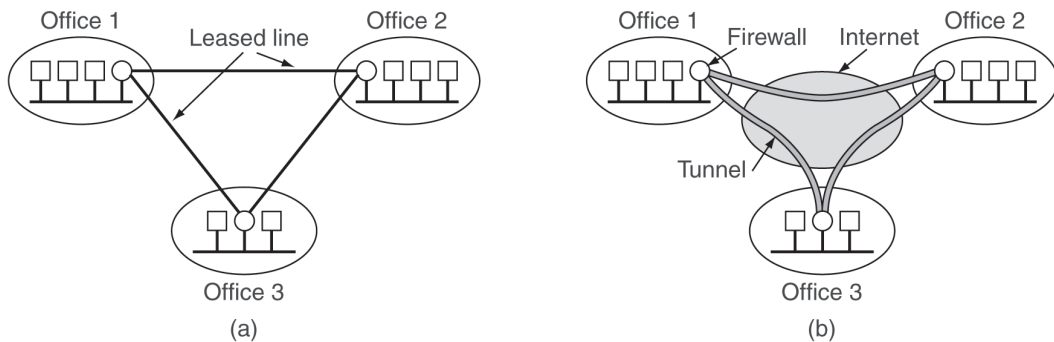 Office 1
Leased line
Office 2
Office 3
(a)
Office 1
Firewall
Internet
Office 2
Tunnel
Office 3
(b)